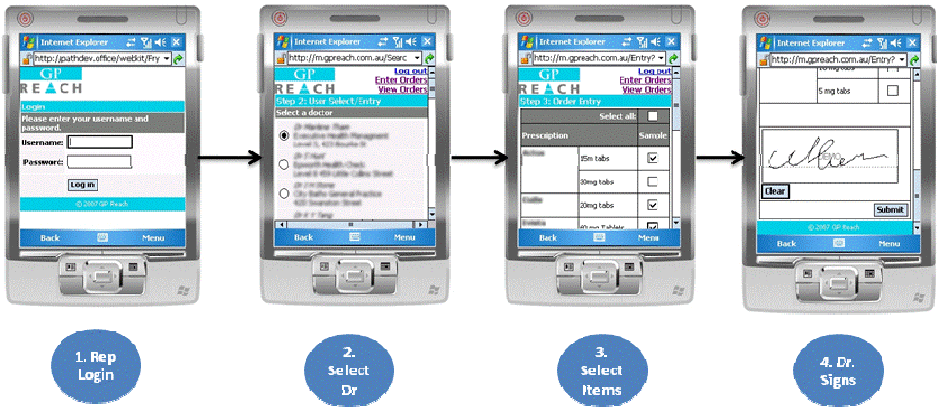 Internet Explorer
http://pathdev.office/webkit/Fry
GP
REACH
Login
Please enter your username and
password.
Username:
Password:
Log in
© 2007 GP Reach
Back
Menu
1. Rep
Login
Internet Explorer
http://m.gpreach.com.au/Searc
Log out
GP
Enter Orders
REACH
View Orders
Step 2: User Select/Entry
Select a doctor
Back
Menu
2.
Select
Dr
Internet Explorer
http://m.gpreach.com.au/Entry?
Log out
GP
Enter Orders
REACH
View Orders
Step 3: Order Entry
Select all:
Prescription
Sample
15m tabs
30mg tabs
20mg tabs
Back
Menu
3.
Select
Items
Internet Explorer
http://m.gpreach.com.au/Entry?
5 mg tabs
DEMO
Clear
Submit
© 2007 GP Reach
Back
Menu
4. Dr.
Signs